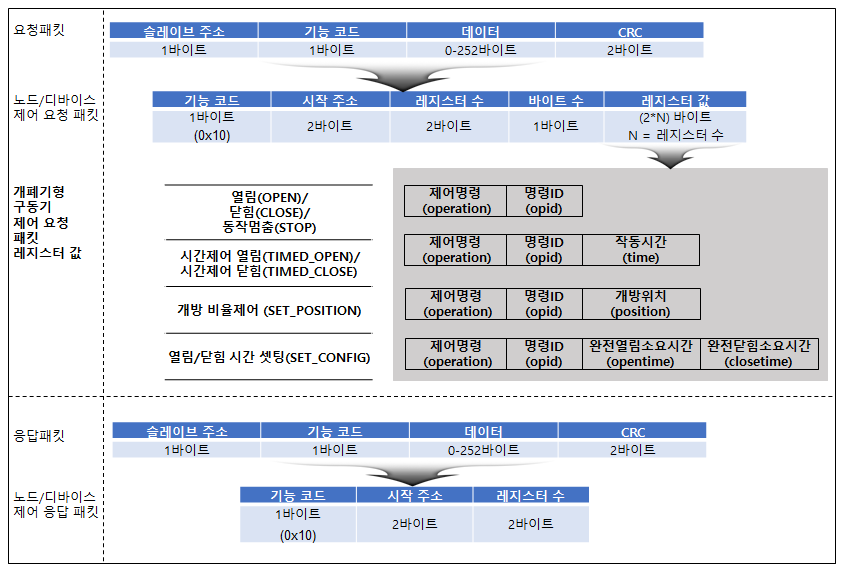 요청패킷
슬레이브 주소 기능 코드 데이터 CRC
1바이트 1바이트 0-252바이트 2바이트
노드/디바이스
제어 요청 패킷
기능 코드 시작 주소 레지스터 수 바이트 수 레지스터 값
1바이트
(0x10)
2바이트 2바이트 1바이트
(2*N) 바이트
N = 레지스터 수
개폐기형
구동기
제어 요청
패킷
레지스터 값
열림(OPEN)/
닫힘(CLOSE)/
동작멈춤(STOP)
제어명령 명령ID
(operation) (opid)
시간제어 열림(TIMED_OPEN)/
시간제어 닫힘(TIMED_CLOSE)
제어명령 명령ID 작동시간
(operation) (opid) (time)
개방 비율제어 (SET_POSITION)
제어명령 명령ID 개방위치
(operation) (opid) (position)
열림/닫힘 시간 셋팅(SET_CONFIG)
제어명령 명령ID 완전열림소요시간 완전닫힘소요시간
(operation) (opid) (opentime) (closetime)
응답패킷
슬레이브 주소 기능 코드 데이터 CRC
1바이트 1바이트 0-252바이트 2바이트
노드/디바이스
제어 응답 패킷
기능 코드 시작 주소 레지스터 수
1바이트
(0x10)
2바이트 2바이트